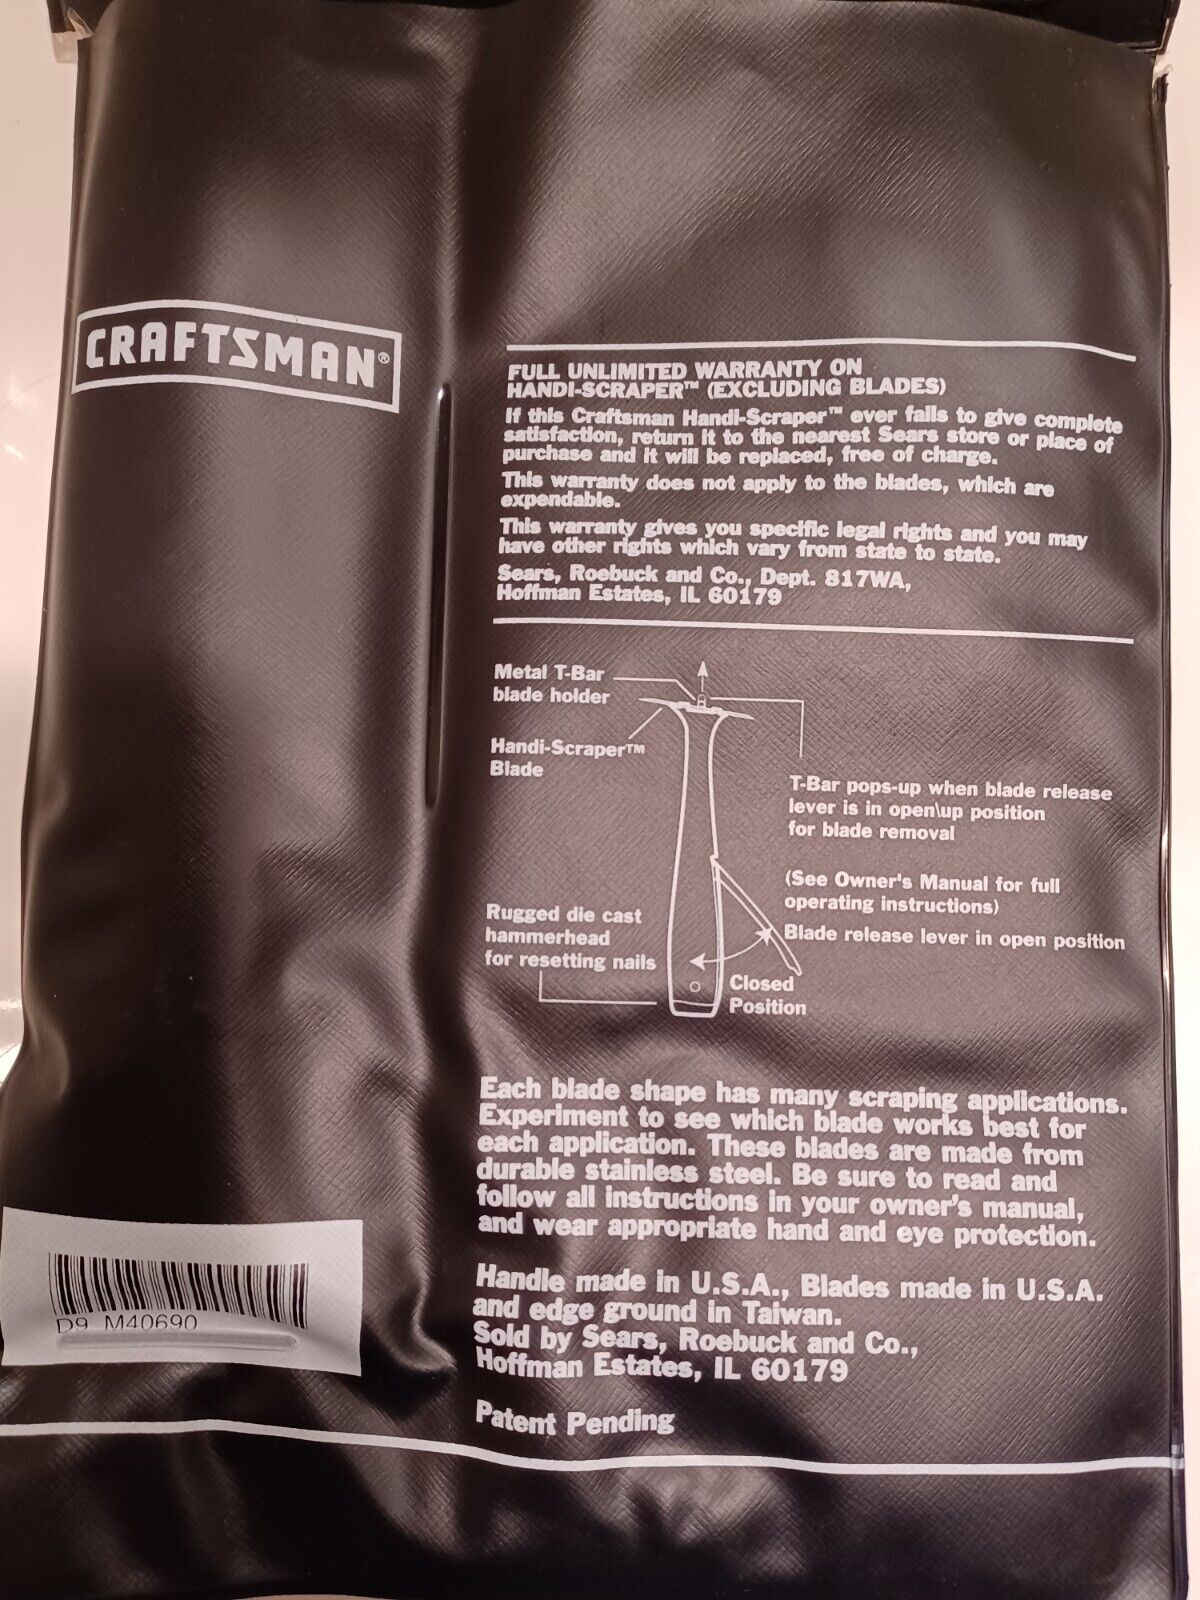 CRAFTSMAN®
FULL UNLIMITED WARRANTY ON
HANDI-SCRAPER™ (EXCLUDING BLADES)
If this Craftsman Handi-Scraper™ ever fails to give complete
satisfaction, return it to the nearest Sears store or place of
purchase and it will be replaced, free of charge.
This warranty does not apply to the blades, which are
expendable.
This warranty gives you specific legal rights and you may
have other rights which vary from state to state.
Sears, Roebuck and Co., Dept. 817WA,
Hoffman Estates, IL 60179
Metal T-Bar
blade holder
Handi-Scraper™
Blade
T-Bar pops-up when blade release
lever is in open\up position
for blade removal
(See Owner's Manual for full
operating instructions)
Blade release lever in open position
Rugged die cast
hammerhead
for resetting nails
Closed
Position
Each blade shape has many scraping applications.
Experiment to see which blade works best for
each application. These blades are made from
durable stainless steel. Be sure to read and
follow all instructions in your owner's manual,
and wear appropriate hand and eye protection.
Handle made in U.S.A., Blades made in U.S.A.
and edge ground in Taiwan.
Sold by Sears, Roebuck and Co.,
Hoffman Estates, IL 60179
Patent Pending
D9 M40690